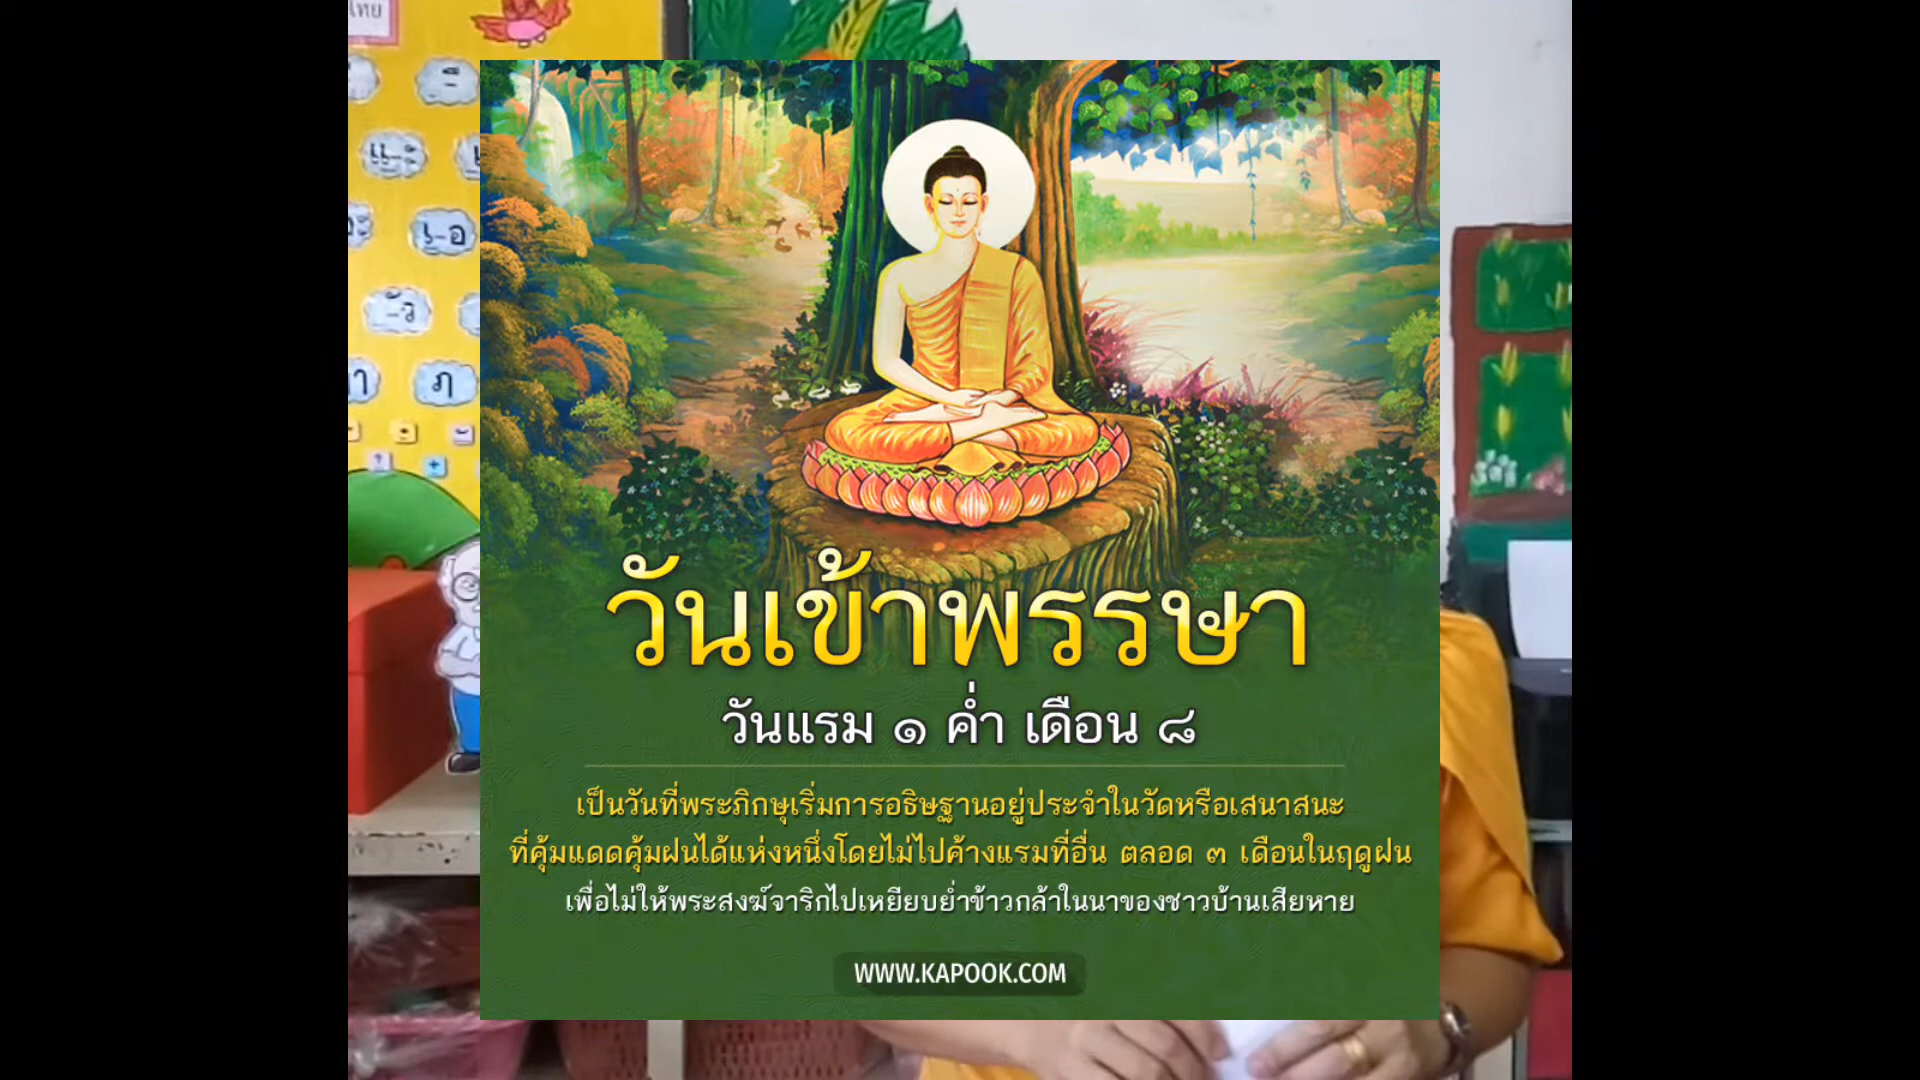 ไทย
แ-ะ
เ-อ
-ัว
ฦ
วันเข้าพรรษา
วันแรม ๑ ค่ำ เดือน ๘
เป็นวันที่พระภิกษุเริ่มการอธิษฐานอยู่ประจำในวัดหรือเสนาสนะ
ที่คุ้มแดดคุ้มฝนได้แห่งหนึ่งโดยไม่ไปค้างแรมที่อื่น ตลอด ๓ เดือนในฤดูฝน
เพื่อไม่ให้พระสงฆ์จาริกไปเหยียบย่ำข้าวกล้าในนาของชาวบ้านเสียหาย
WWW.KAPOOK.COM